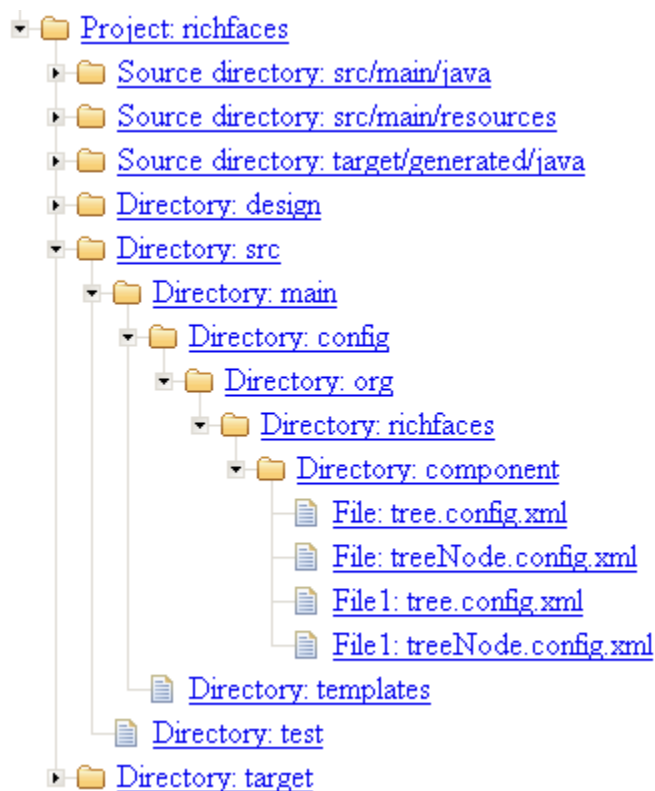 Project: richfaces
Source directory: src/main/java
Source directory: src/main/resources
Source directory: target/generated/java
Directory: design
Directory: src
Directory: main
Directory: config
Directory: org
Directory: richfaces
Directory: component
File: tree.config.xml
File: treeNode.config.xml
File1: tree.config.xml
File1: treeNode.config.xml
Directory: templates
Directory: test
Directory: target